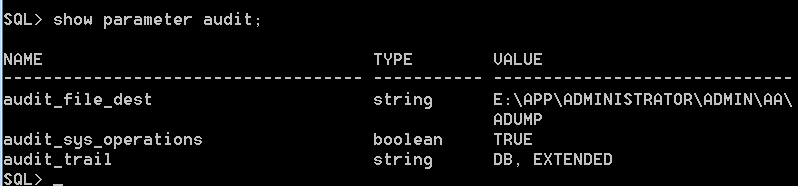 SQL> show parameter audit;
NAME TYPE VALUE
------------------------------------ ----------- ------------------------------
audit_file_dest string E:\APP\ADMINISTRATOR\ADMIN\AA\
ADUMP
audit_sys_operations boolean TRUE
audit_trail string DB, EXTENDED
SQL> _